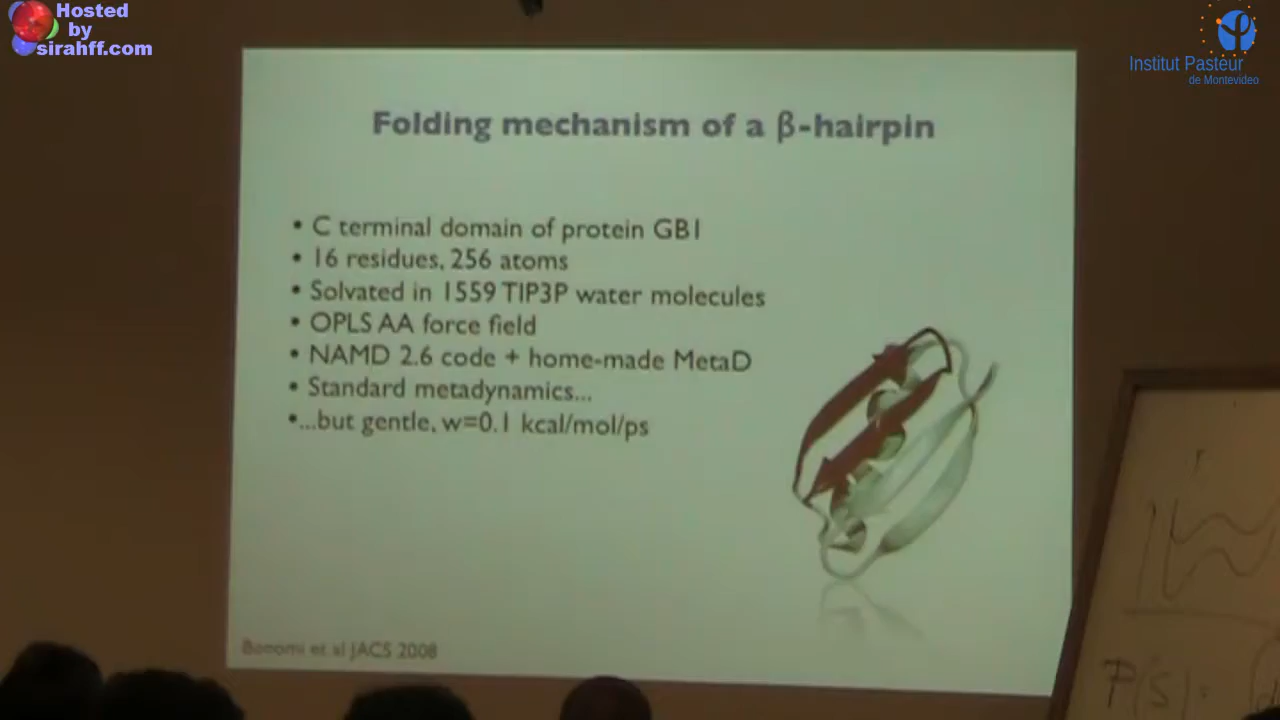 Hosted
by
sirahff.com
Institut Pasteur
de Montevideo
Folding mechanism of a β-hairpin
• C terminal domain of protein GB1
• 16 residues, 256 atoms
• Solvated in 1559 TIP3P water molecules
• OPLS AA force field
• NAMD 2.6 code + home-made MetaD
• Standard metadynamics...
•...but gentle, w=0.1 kcal/mol/ps
Bonomi et al JACS 2008
P(S)